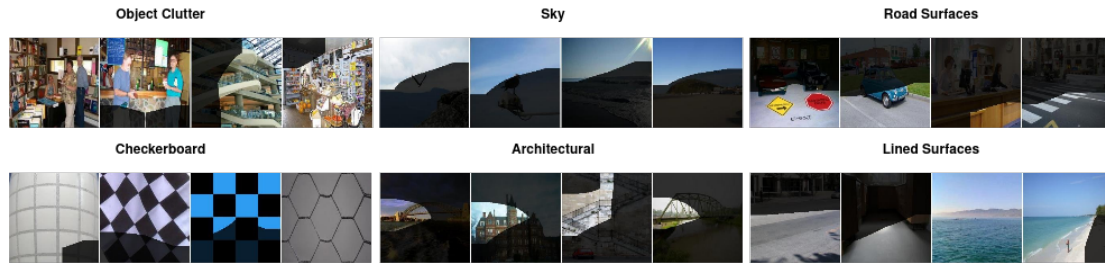 Object Clutter
Sky
Road Surfaces
Checkerboard
Architectural
Lined Surfaces